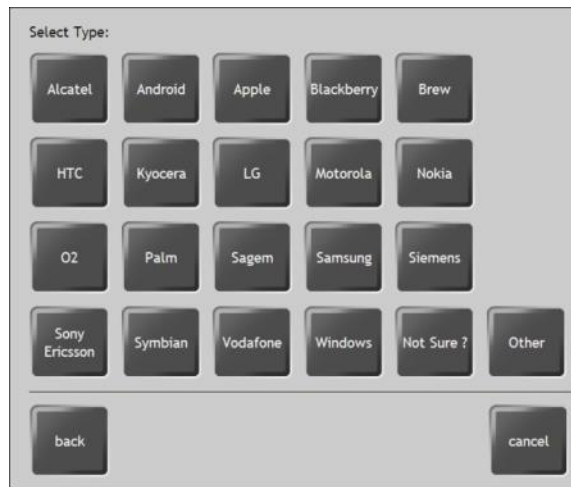 Select Type:
Alcatel Android Apple Blackberry Brew
HTC Kyocera LG Motorola Nokia
O2 Palm Sagem Samsung Siemens
Sony
Ericsson Symbian Vodafone Windows Not Sure ? Other
back cancel